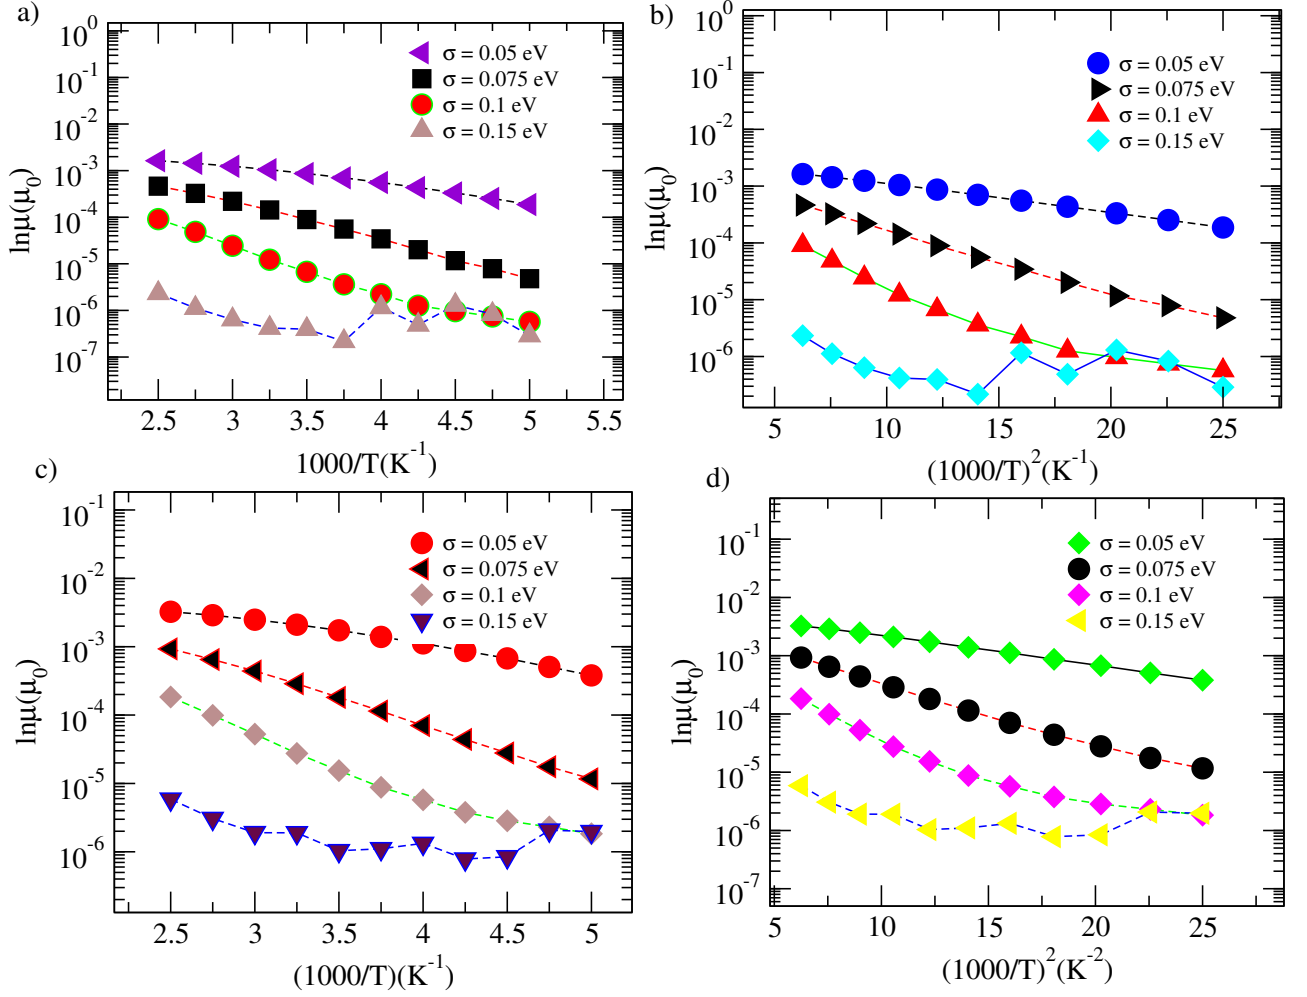 a)
10^0
10^-1
10^-2
10^-3
10^-4
10^-5
10^-6
10^-7
lnμ(μ_0)
σ = 0.05 eV
σ = 0.075 eV
σ = 0.1 eV
σ = 0.15 eV
2.5 3 3.5 4 4.5 5 5.5
1000/T(K^-1)
b)
10^0
10^-1
10^-2
10^-3
10^-4
10^-5
10^-6
lnμ(μ_0)
σ = 0.05 eV
σ = 0.075 eV
σ = 0.1 eV
σ = 0.15 eV
5 10 15 20 25
(1000/T)^2(K^-1)
c)
10^-1
10^-2
10^-3
10^-4
10^-5
10^-6
lnμ(μ_0)
σ = 0.05 eV
σ = 0.075 eV
σ = 0.1 eV
σ = 0.15 eV
2.5 3 3.5 4 4.5 5
(1000/T)(K^-1)
d)
10^-1
10^-2
10^-3
10^-4
10^-5
10^-6
10^-7
lnμ(μ_0)
σ = 0.05 eV
σ = 0.075 eV
σ = 0.1 eV
σ = 0.15 eV
5 10 15 20 25
(1000/T)^2(K^-2)